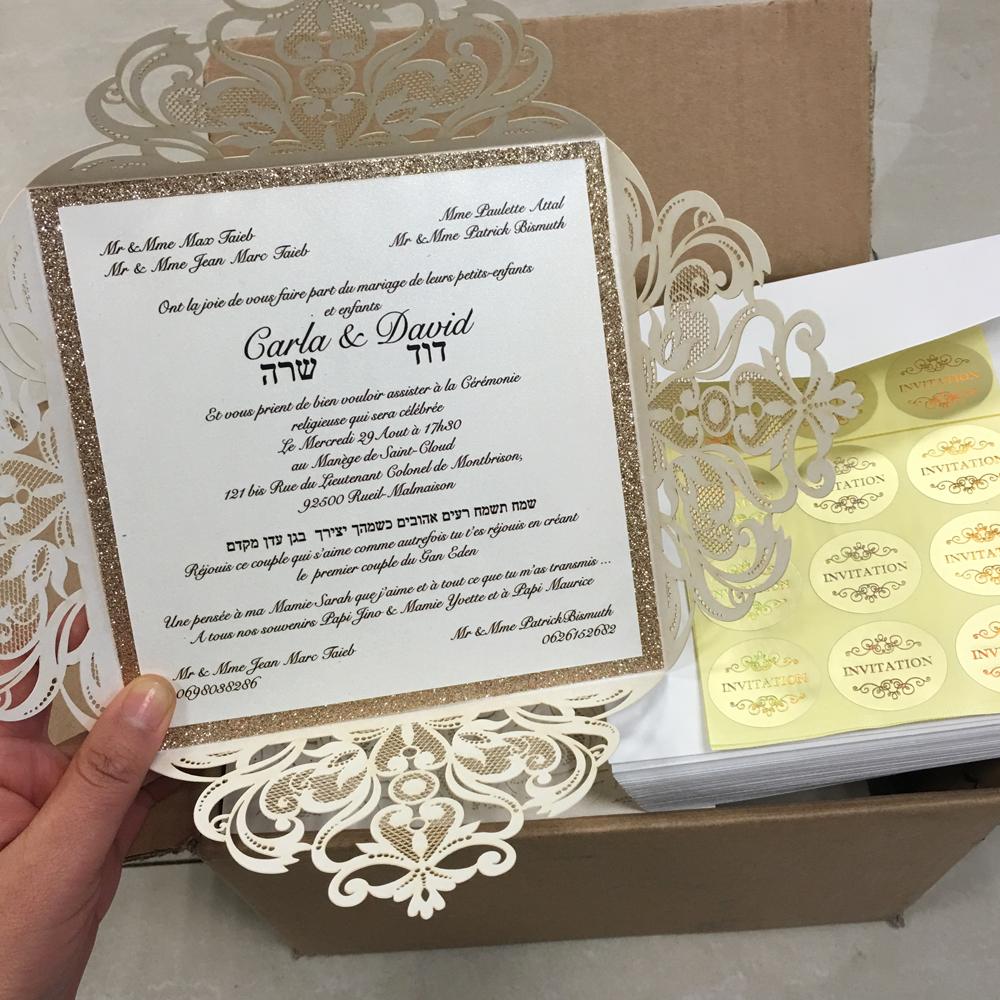 Mr &Mme Max Taieb
Mr & Mme Jean Marc Taieb
Mme Paulette Attal
Mr &Mme Patrick Bismuth
Ont la joie de vous faire part du mariage de leurs petits-enfants
et enfants
Carla & David
שרה דוד
Et vous prient de bien vouloir assister à la Cérémonie
religieuse qui sera célébrée
Le Mercredi 29 Aout à 17h30
au Manège de Saint-Cloud
121 bis Rue du Lieutenant Colonel de Montbrison,
92500 Rueil-Malmaison
שמח תשמח רעים אהובים כשמהך יצירך בגן עדן מקדם
Réjouis ce couple qui s'aime comme autrefois tu t'es réjouis en créant
le premier couple du Gan Eden
Une pensée à ma Mamie Sarah que j'aime et à tout ce que tu m'as transmis ...
A tous nos souvenirs Papi Jino & Mamie Yvette et à Papi Maurice
Mr & Mme Jean Marc Taieb
0698038286
Mr &Mme PatrickBismuth
0626152682
INVITATION
INVITATION
INVITATION
INVITATION
INVITATION
INVITATION
INVITATION
INVITATION